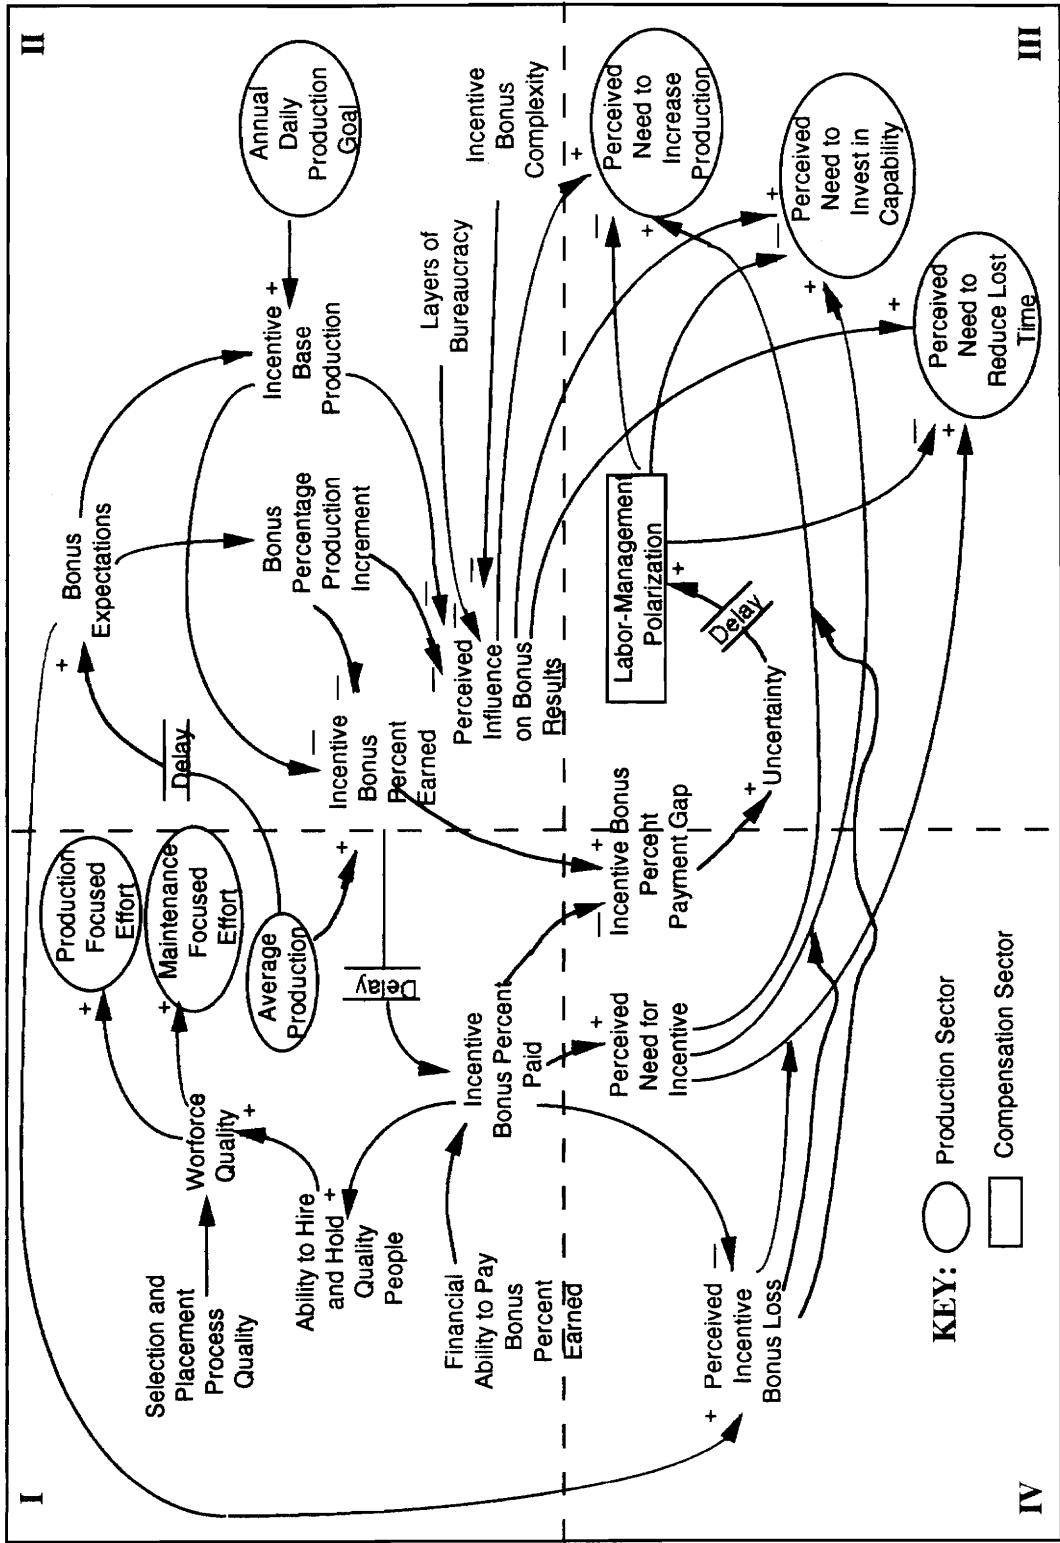 I
II
Selection and
Placement
Process
Quality
Worforce
Quality
+
Production
Focused
Effort
+
Maintenance
Focused
Effort
+
Average
Production
+
Delay
+
Bonus
Expectations
Annual
Daily
Production
Goal
+
Incentive
Base
Production
Bonus
Percentage
Production
Increment
Ability to Hire
and Hold
Quality
People
+
Delay
Incentive
Bonus
Percent
Earned
—
—
Layers of
Bureaucracy
Incentive
Bonus
Complexity
Financial
Ability to Pay
Bonus
Percent
Earned
Incentive
Bonus Percent
Paid
Perceived
Influence
on Bonus
Results
—
—
—
—
IV
III
+
—
Perceived
Incentive
Bonus Loss
+
Perceived
Need for
Incentive
—
+
Incentive Bonus
Percent
Payment Gap
+
Uncertainty
Delay
+
Labor-Management
Polarization
+
—
+
Perceived
Need to
Increase
Production
+
—
+
Perceived
Need to
Invest in
Capability
+
—
+
Perceived
Need to
Reduce Lost
Time
KEY:
Production Sector
Compensation Sector